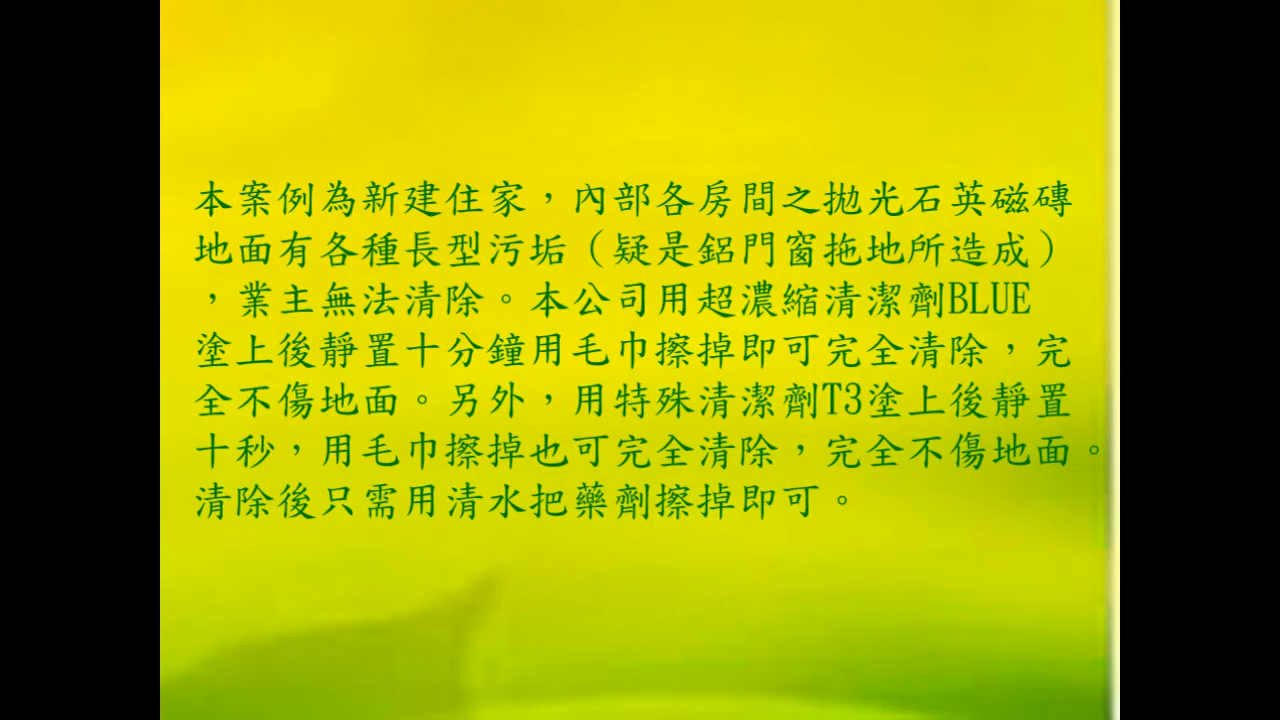 本案例為新建住家，內部各房間之拋光石英磁磚
地面有各種長型污垢（疑是鋁門窗拖地所造成）
，業主無法清除。本公司用超濃縮清潔劑BLUE
塗上後靜置十分鐘用毛巾擦掉即可完全清除，完
全不傷地面。另外，用特殊清潔劑T3塗上後靜置
十秒，用毛巾擦掉也可完全清除，完全不傷地面。
清除後只需用清水把藥劑擦掉即可。